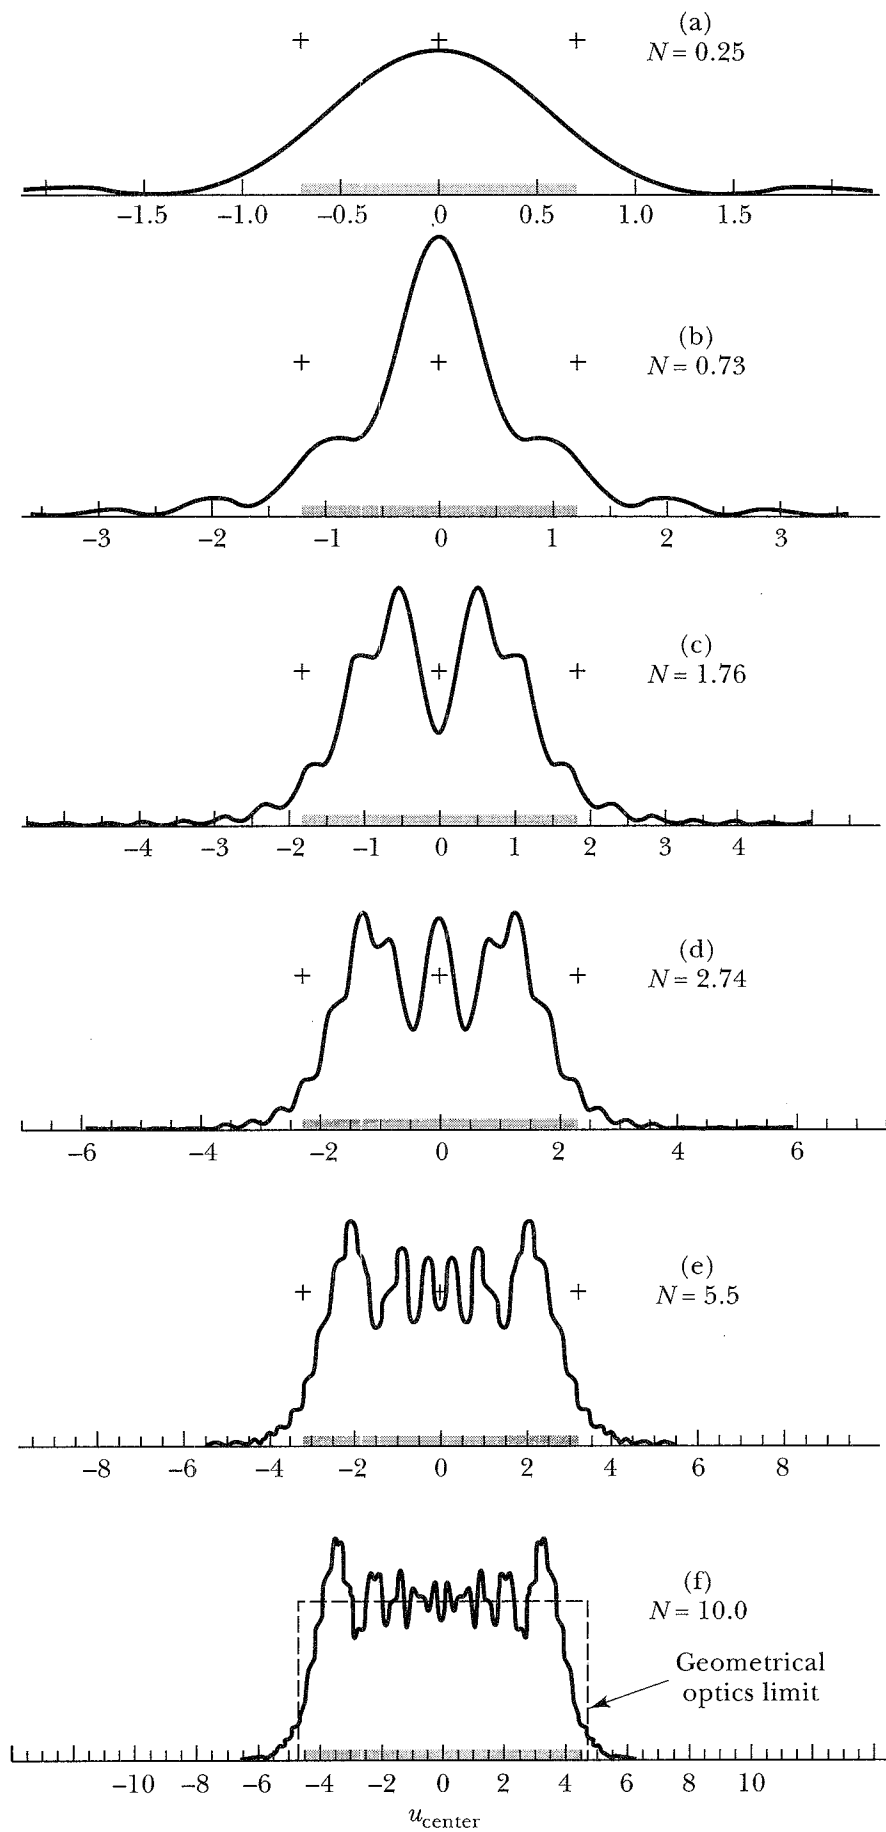 (a)
N = 0.25
−1.5 −1.0 −0.5 0 0.5 1.0 1.5
(b)
N = 0.73
−3 −2 −1 0 1 2 3
(c)
N = 1.76
−4 −3 −2 −1 0 1 2 3 4
(d)
N = 2.74
−6 −4 −2 0 2 4 6
(e)
N = 5.5
−8 −6 −4 −2 0 2 4 6 8
(f)
N = 10.0
Geometrical
optics limit
−10 −8 −6 −4 −2 0 2 4 6 8 10
u center